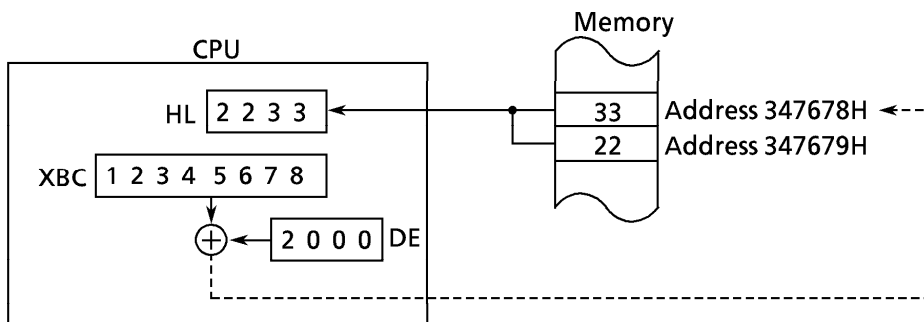 Memory
CPU
HL 2 2 3 3
33 Address 347678H
22 Address 347679H
XBC 1 2 3 4 5 6 7 8
+ 2 0 0 0 DE